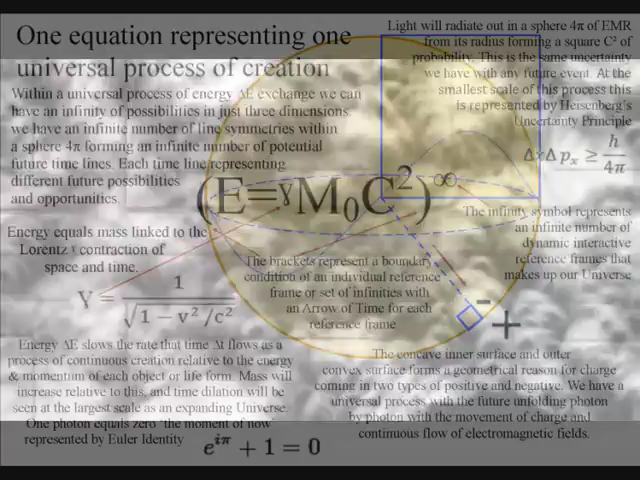 One equation representing one
universal process of creation
Within a universal process of energy ΔE exchange we can
have an infinity of possibilities in just three dimensions.
we have an infinite number of line symmetries within
a sphere 4π forming an infinite number of potential
future time lines. Each time line representing
different future possibilities
and opportunities.
Light will radiate out in a sphere 4π of EMR
from its radius forming a square C² of
probability. This is the same uncertainty
we have with any future event. At the
smallest scale of this process this
is represented by Heisenberg's
Uncertainty Principle
Δx Δpₓ ≥ h/4π
(E=ɣM₀C²)∞
Energy equals mass linked to the
Lorentz ɣ contraction of
space and time.
γ = 1/√(1 − v²/c²)
The brackets represent a boundary
condition of an individual reference
frame or set of infinities with
an Arrow of Time for each
reference frame
The infinity symbol represents
an infinite number of
dynamic interactive
reference frames that
makes up our Universe
- +
Energy ΔE slows the rate that time Δt flows as a
process of continuous creation relative to the energy
& momentum of each object or life form. Mass will
increase relative to this, and time dilation will be
seen at the largest scale as an expanding Universe.
One photon equals zero 'the moment of now'
represented by Euler Identity
e^{iπ} + 1 = 0
The concave inner surface and outer
convex surface forms a geometrical reason for charge
coming in two types of positive and negative. We have a
universal process with the future unfolding photon
by photon with the movement of charge and
continuous flow of electromagnetic fields.